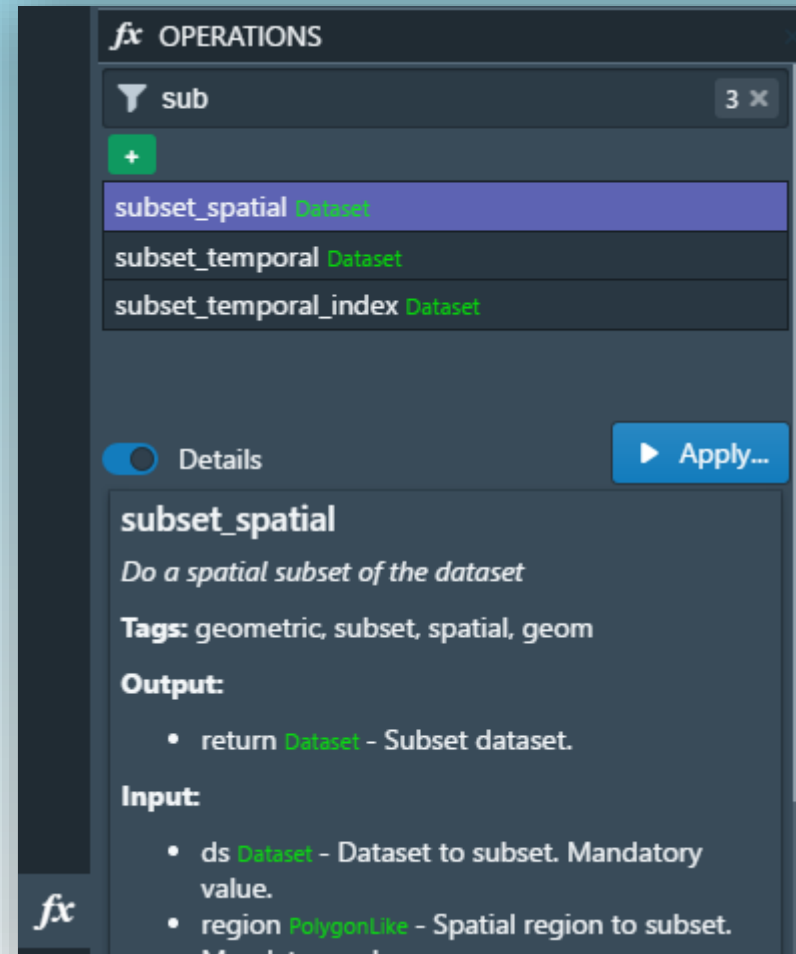 fx OPERATIONS
sub 3 ×
+
subset_spatial Dataset
subset_temporal Dataset
subset_temporal_index Dataset
Details Apply...
subset_spatial
Do a spatial subset of the dataset
Tags: geometric, subset, spatial, geom
Output:
• return Dataset - Subset dataset.
Input:
• ds Dataset - Dataset to subset. Mandatory
value.
• region PolygonLike - Spatial region to subset.
fx